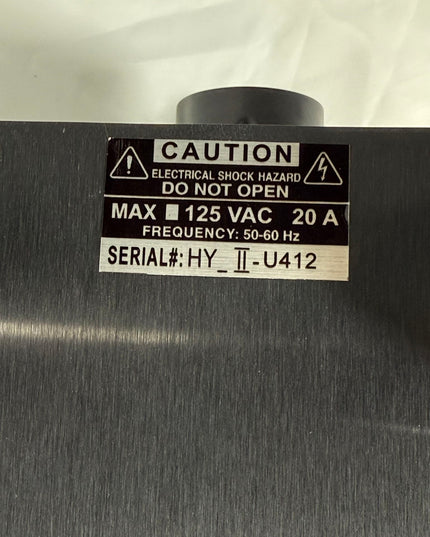 CAUTION
ELECTRICAL SHOCK HAZARD
DO NOT OPEN
MAX 125 VAC 20 A
FREQUENCY: 50-60 Hz
SERIAL#: HY_II-U412